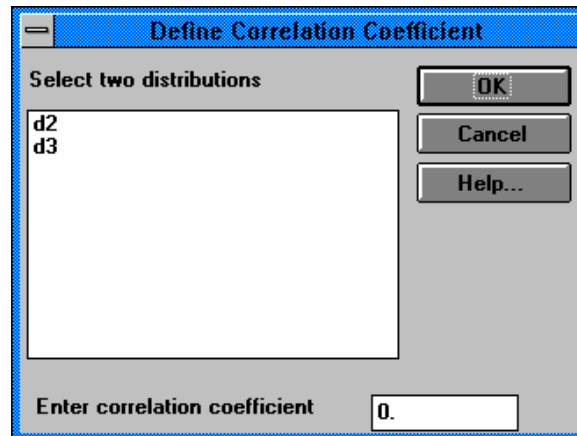 Define Correlation Coefficient
Select two distributions
OK
d2
d3
Cancel
Help...
Enter correlation coefficient
0.